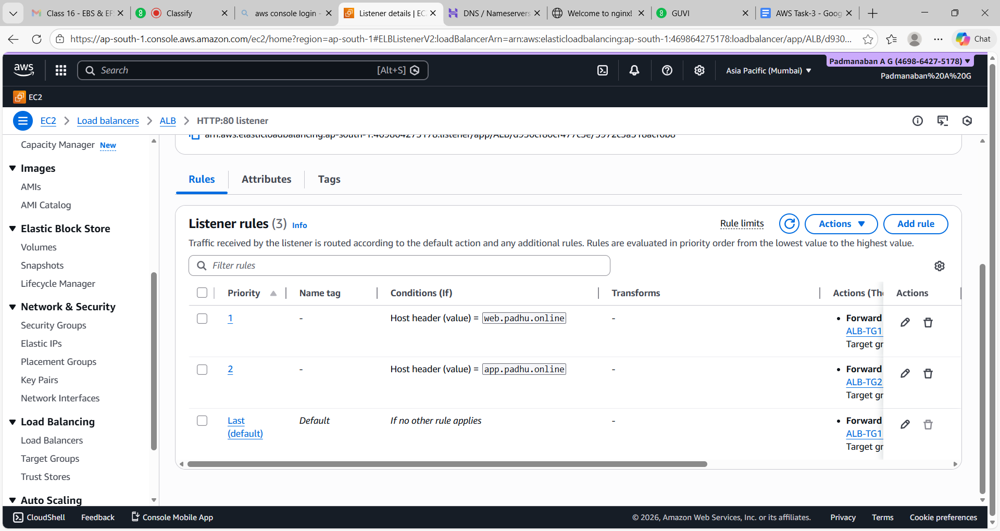 Class 16 - EBS & EF
Classify
aws console login -
Listener details | EC
DNS / Nameservers
Welcome to nginx!
GUVI
AWS Task-3 - Goog
https://ap-south-1.console.aws.amazon.com/ec2/home?region=ap-south-1#ELBListenerV2:loadBalancerArn=arn:aws:elasticloadbalancing:ap-south-1:469864275178:loadbalancer/app/ALB/d930...
Chat
aws
Search
[Alt+S]
Asia Pacific (Mumbai)
Padmanaban A G (4698-6427-5178)
Padmanaban%20A%20G
EC2
EC2 > Load balancers > ALB > HTTP:80 listener
Capacity Manager New
Images
AMIs
AMI Catalog
Elastic Block Store
Volumes
Snapshots
Lifecycle Manager
Network & Security
Security Groups
Elastic IPs
Placement Groups
Key Pairs
Network Interfaces
Load Balancing
Load Balancers
Target Groups
Trust Stores
Auto Scaling
Rules
Attributes
Tags
Listener rules (3) Info
Rule limits
Actions
Add rule
Traffic received by the listener is routed according to the default action and any additional rules. Rules are evaluated in priority order from the lowest value to the highest value.
Filter rules
Priority
Name tag
Conditions (If)
Transforms
Actions (The
Actions
1
-
Host header (value) = web.padhu.online
-
• Forward
ALB-TG1
Target gr
2
-
Host header (value) = app.padhu.online
-
• Forward
ALB-TG2
Target gr
Last
(default)
Default
If no other rule applies
-
• Forward
ALB-TG1
Target gr
CloudShell
Feedback
Console Mobile App
© 2026, Amazon Web Services, Inc. or its affiliates.
Privacy
Terms
Cookie preferences